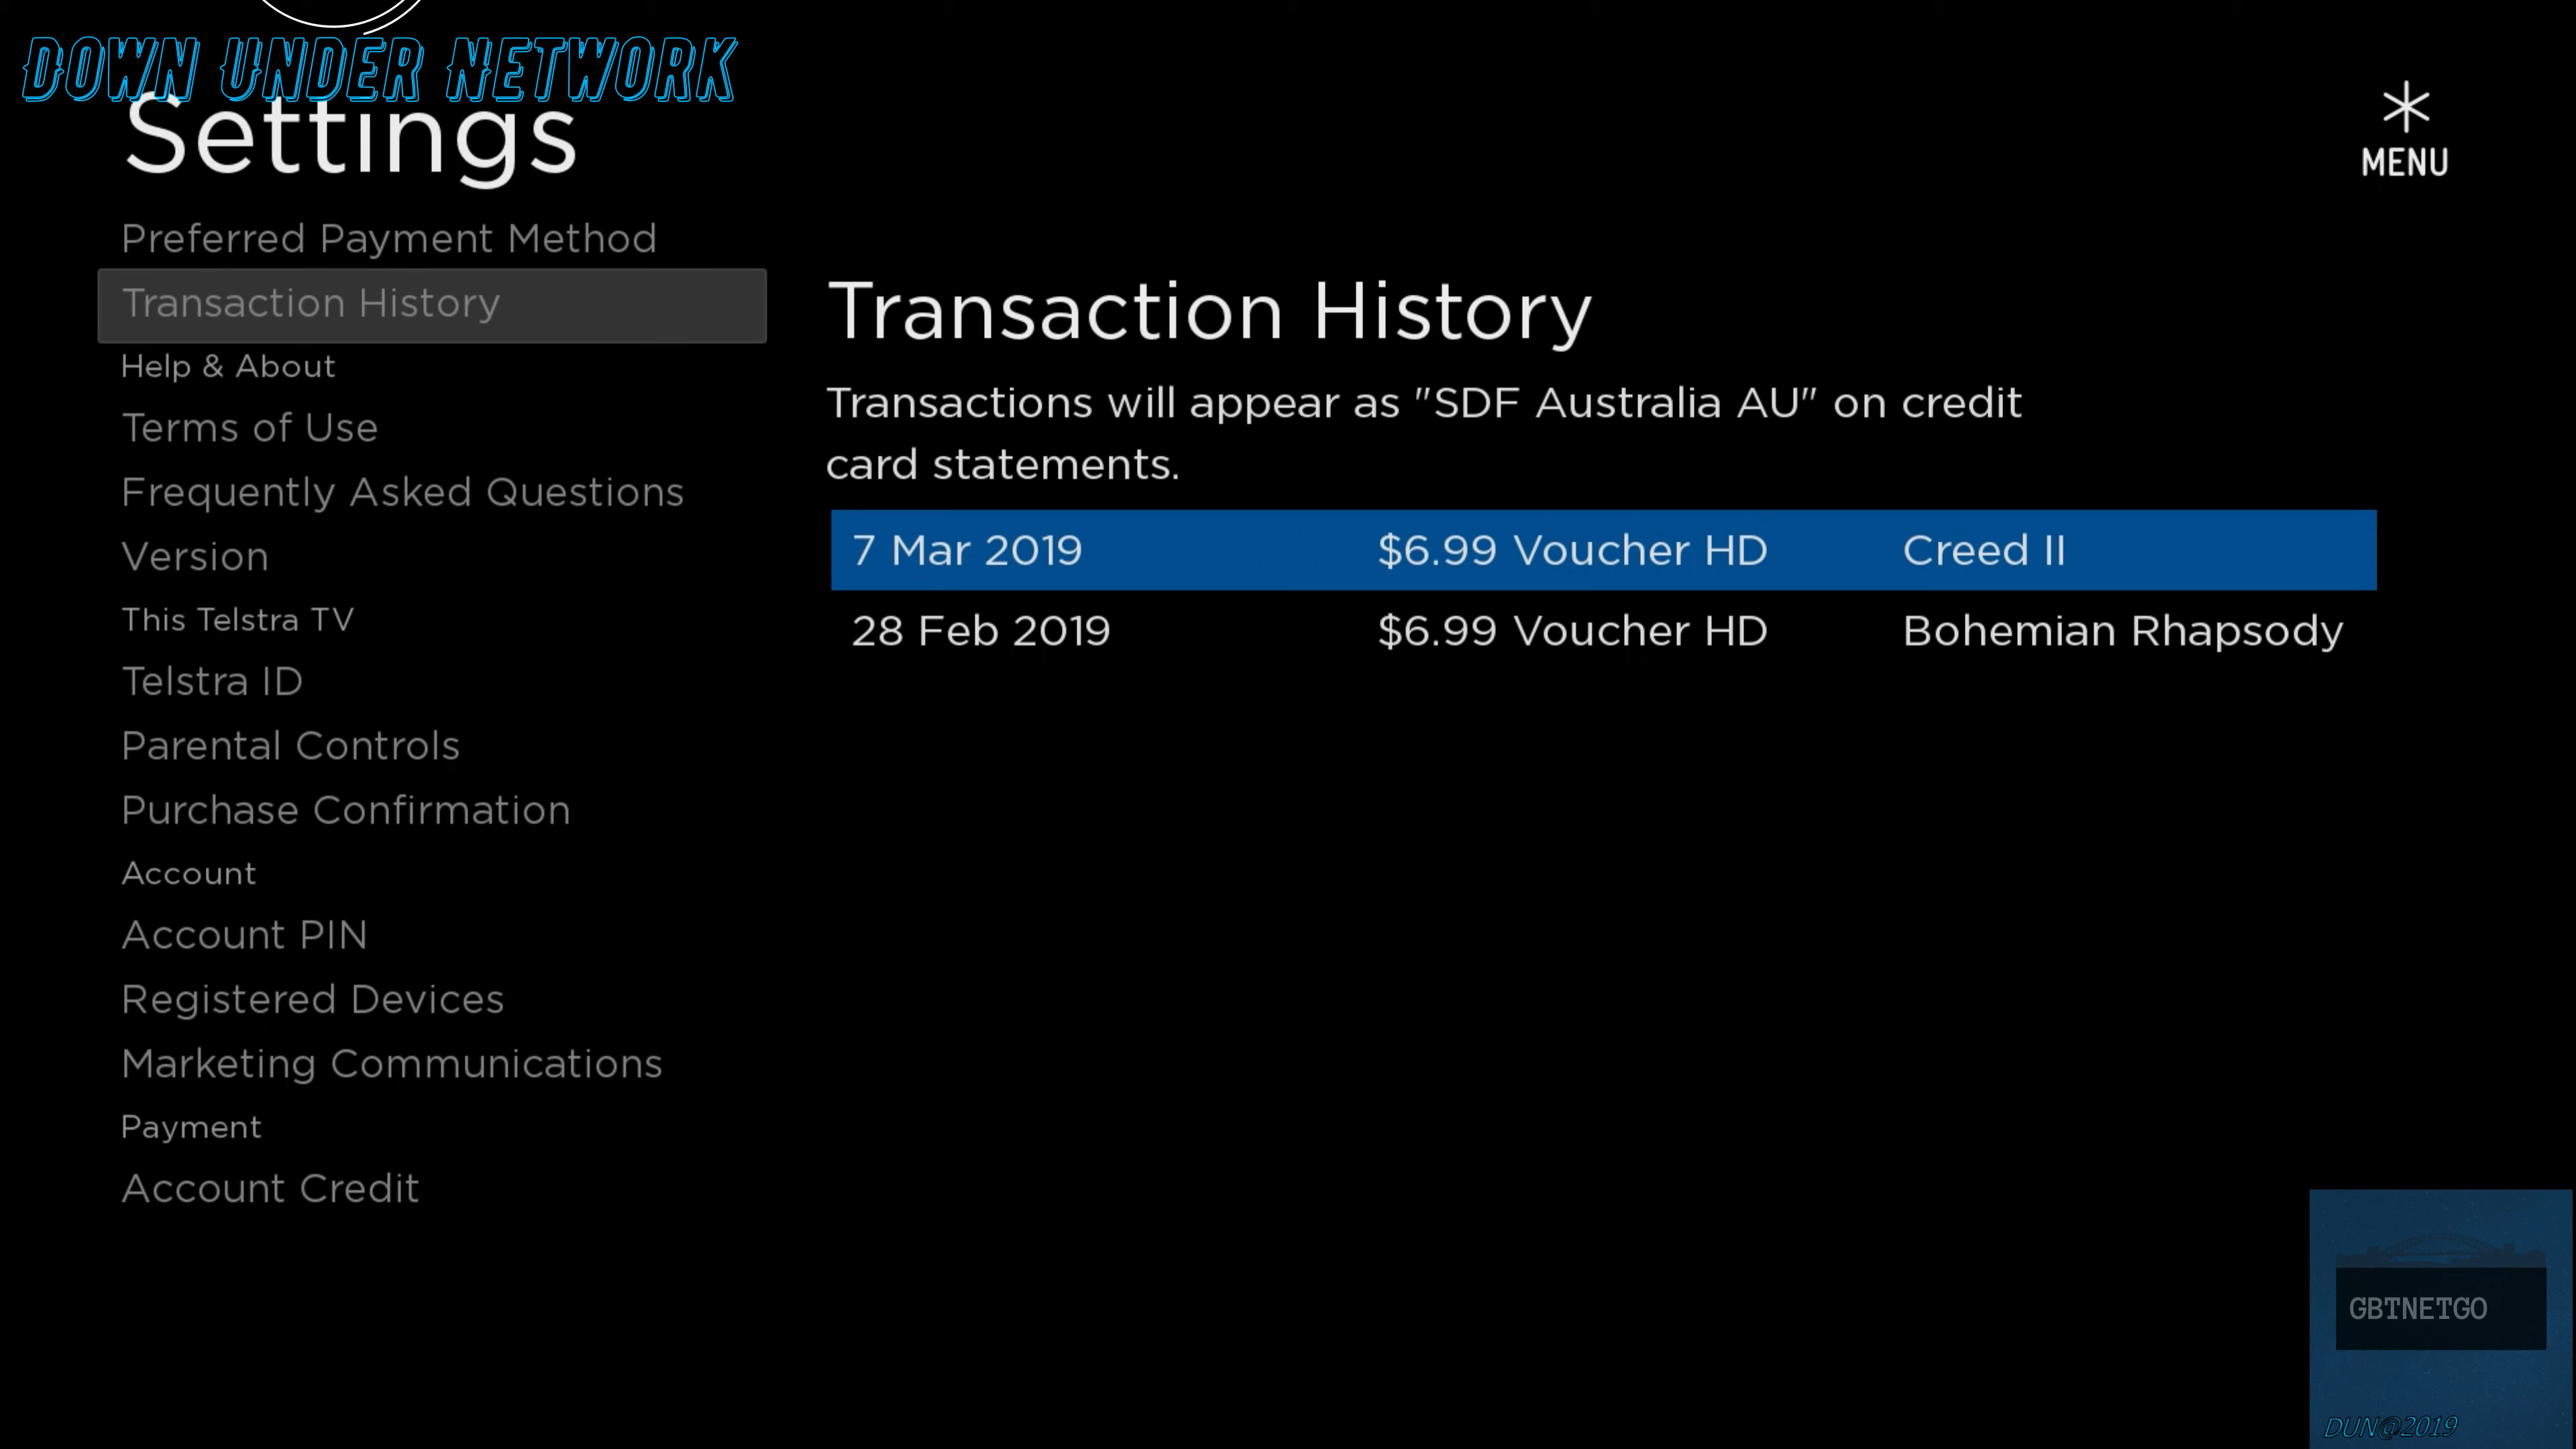 DOWN UNDER NETWORK
Settings
MENU
Preferred Payment Method
Transaction History
Help & About
Terms of Use
Frequently Asked Questions
Version
This Telstra TV
Telstra ID
Parental Controls
Purchase Confirmation
Account
Account PIN
Registered Devices
Marketing Communications
Payment
Account Credit
Transaction History
Transactions will appear as "SDF Australia AU" on credit
card statements.
7 Mar 2019 $6.99 Voucher HD Creed II
28 Feb 2019 $6.99 Voucher HD Bohemian Rhapsody
GBTNETGO
DUN@2019